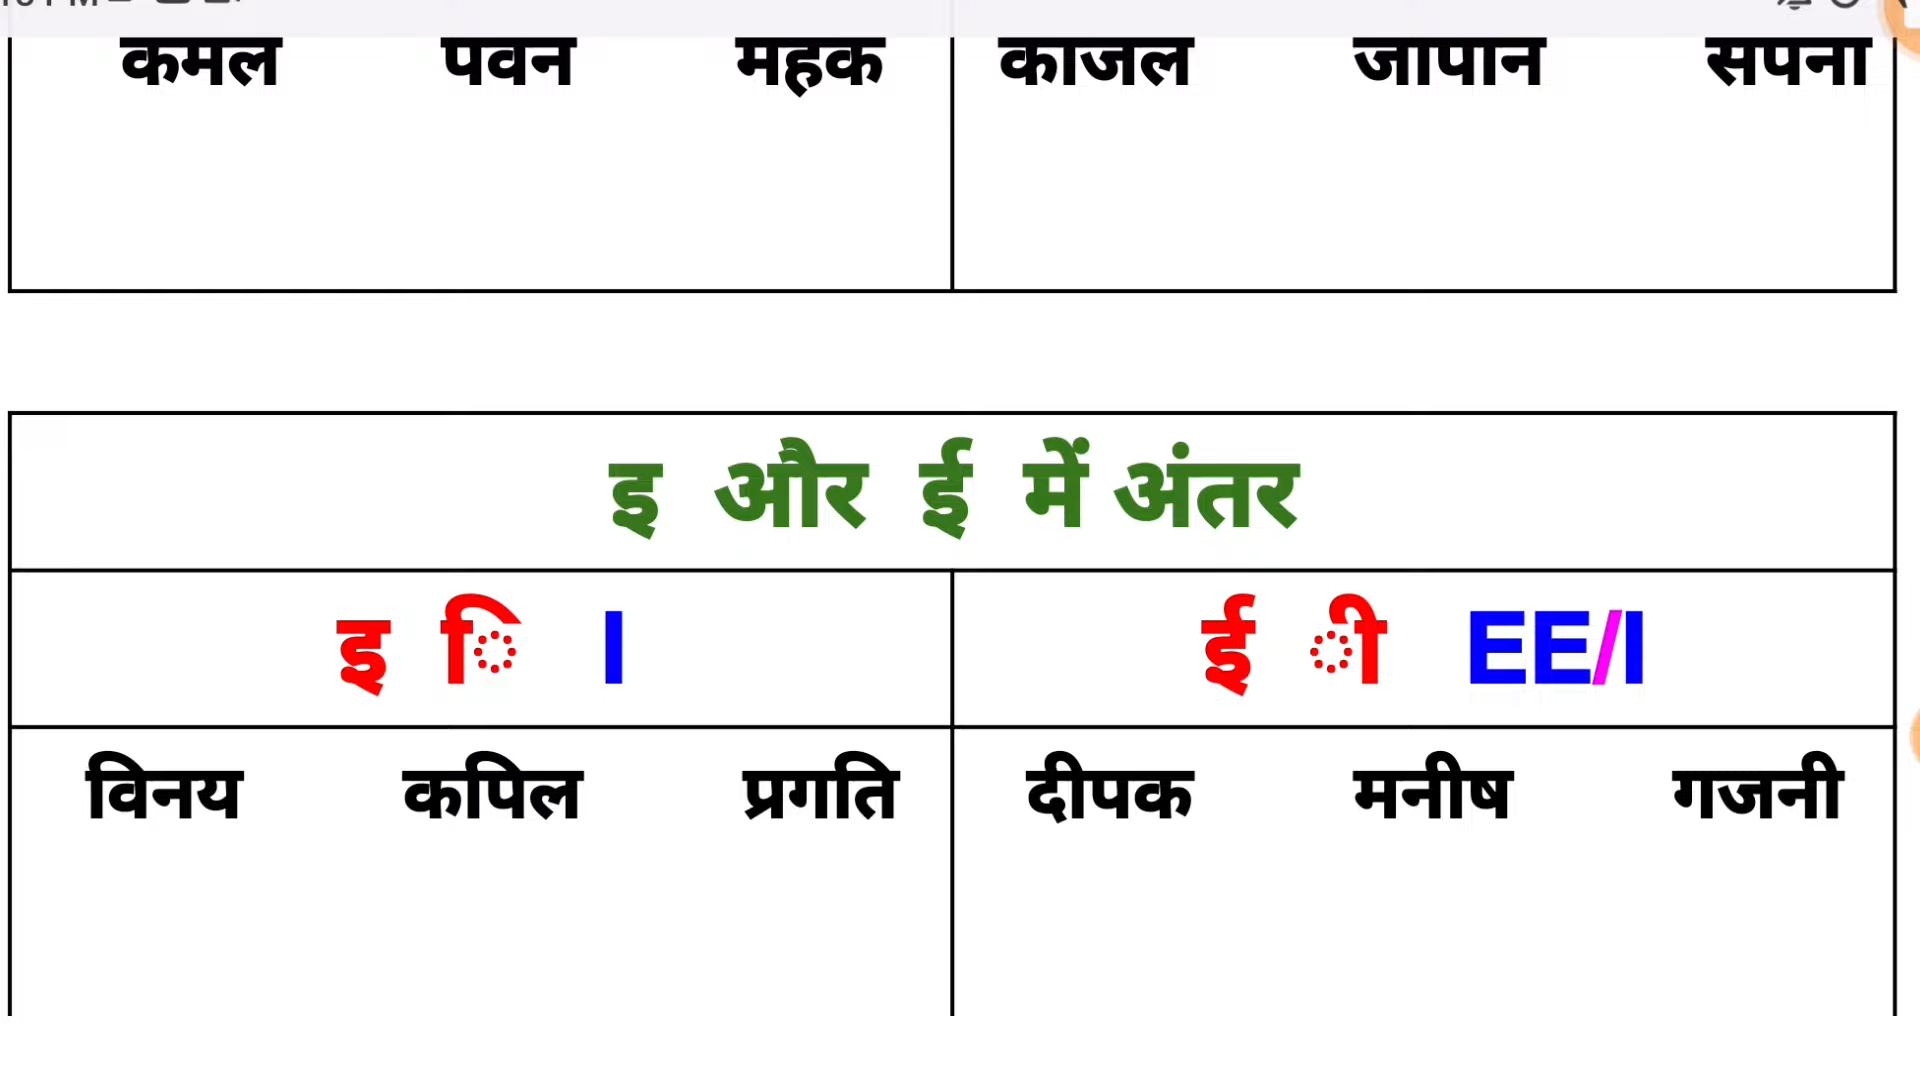 कमल पवन महक काजल जापान सपना
इ और ई में अंतर
इ ि I ई ी EE/I
विनय कपिल प्रगति दीपक मनीष गजनी